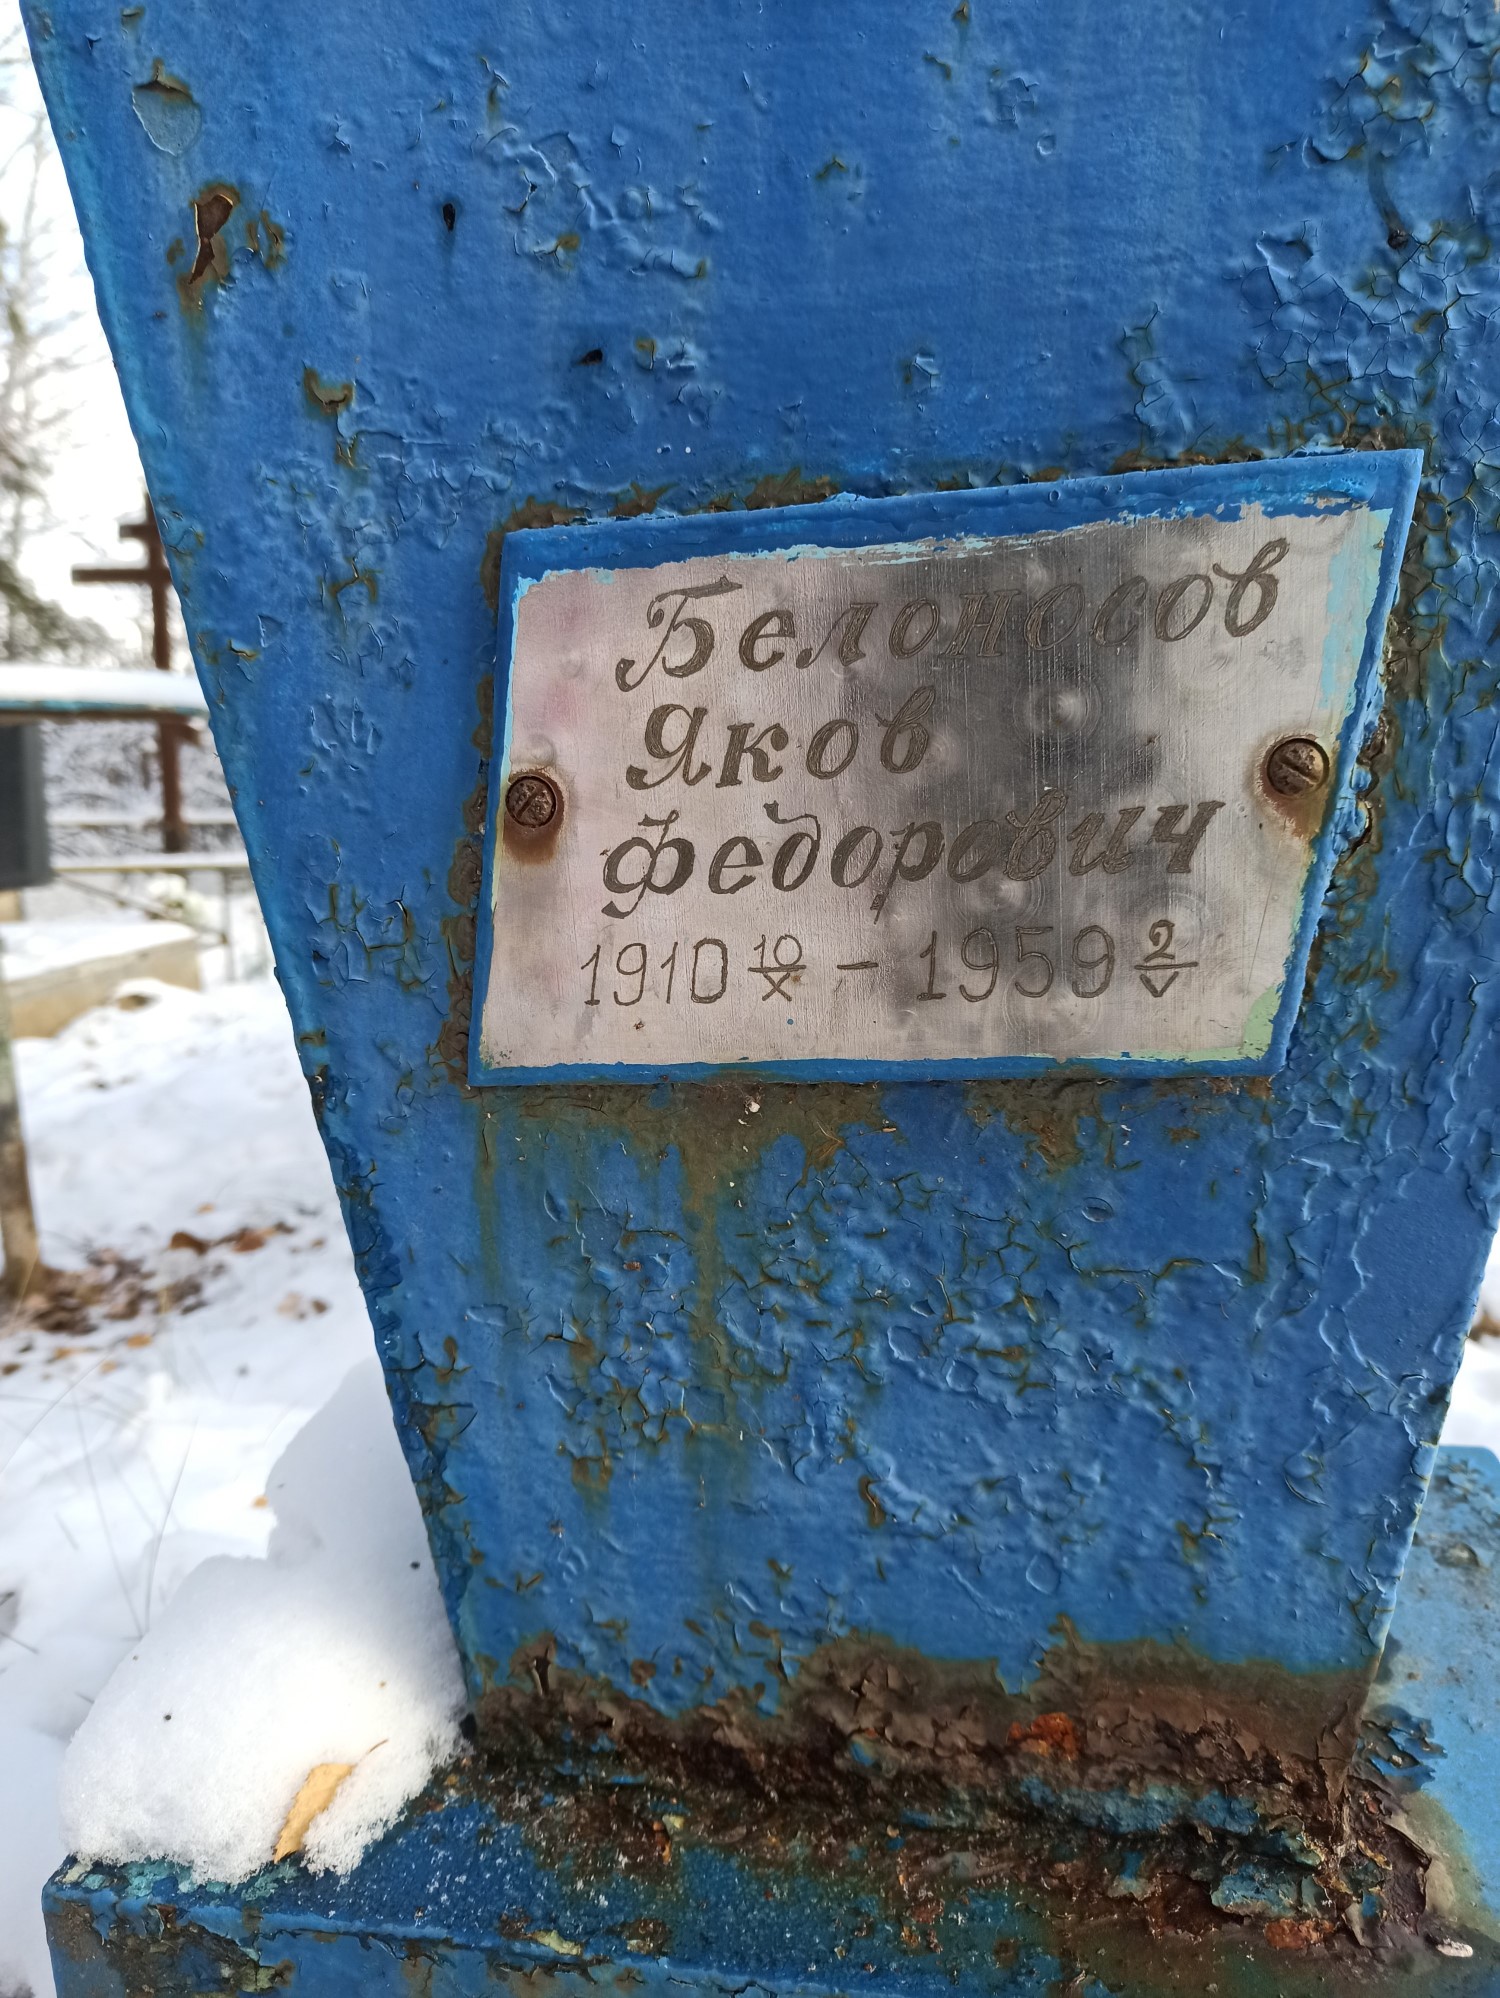 Белоносов
Яков
Федорович
1910 10/X - 1959 2/V